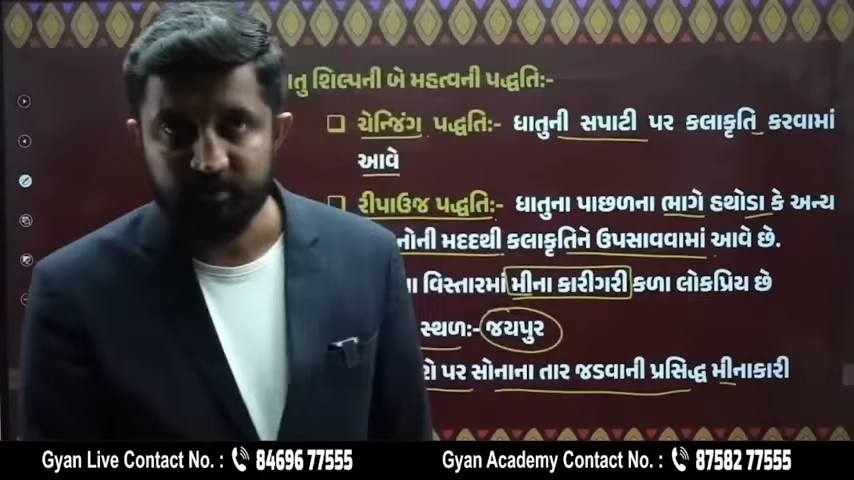 શિલ્પની બે મહત્વની પદ્ધતિ:-
ચેન્જિંગ પદ્ધતિ:- ધાતુની સપાટી પર કલાકૃતિ કરવામાં
આવે
રીપાઉજ પદ્ધતિ:- ધાતુના પાછળના ભાગે હથોડા કે અન્ય
મદદથી કલાકૃતિને ઉપસાવવામાં આવે છે.
વિસ્તારમાં મીના કારીગરી કળા લોકપ્રિય છે
સ્થળ:- જયપુર
પર સોનાના તાર જડવાની પ્રસિદ્ધ મીનાકારી
Gyan Live Contact No. : 84696 77555 Gyan Academy Contact No. : 87582 77555